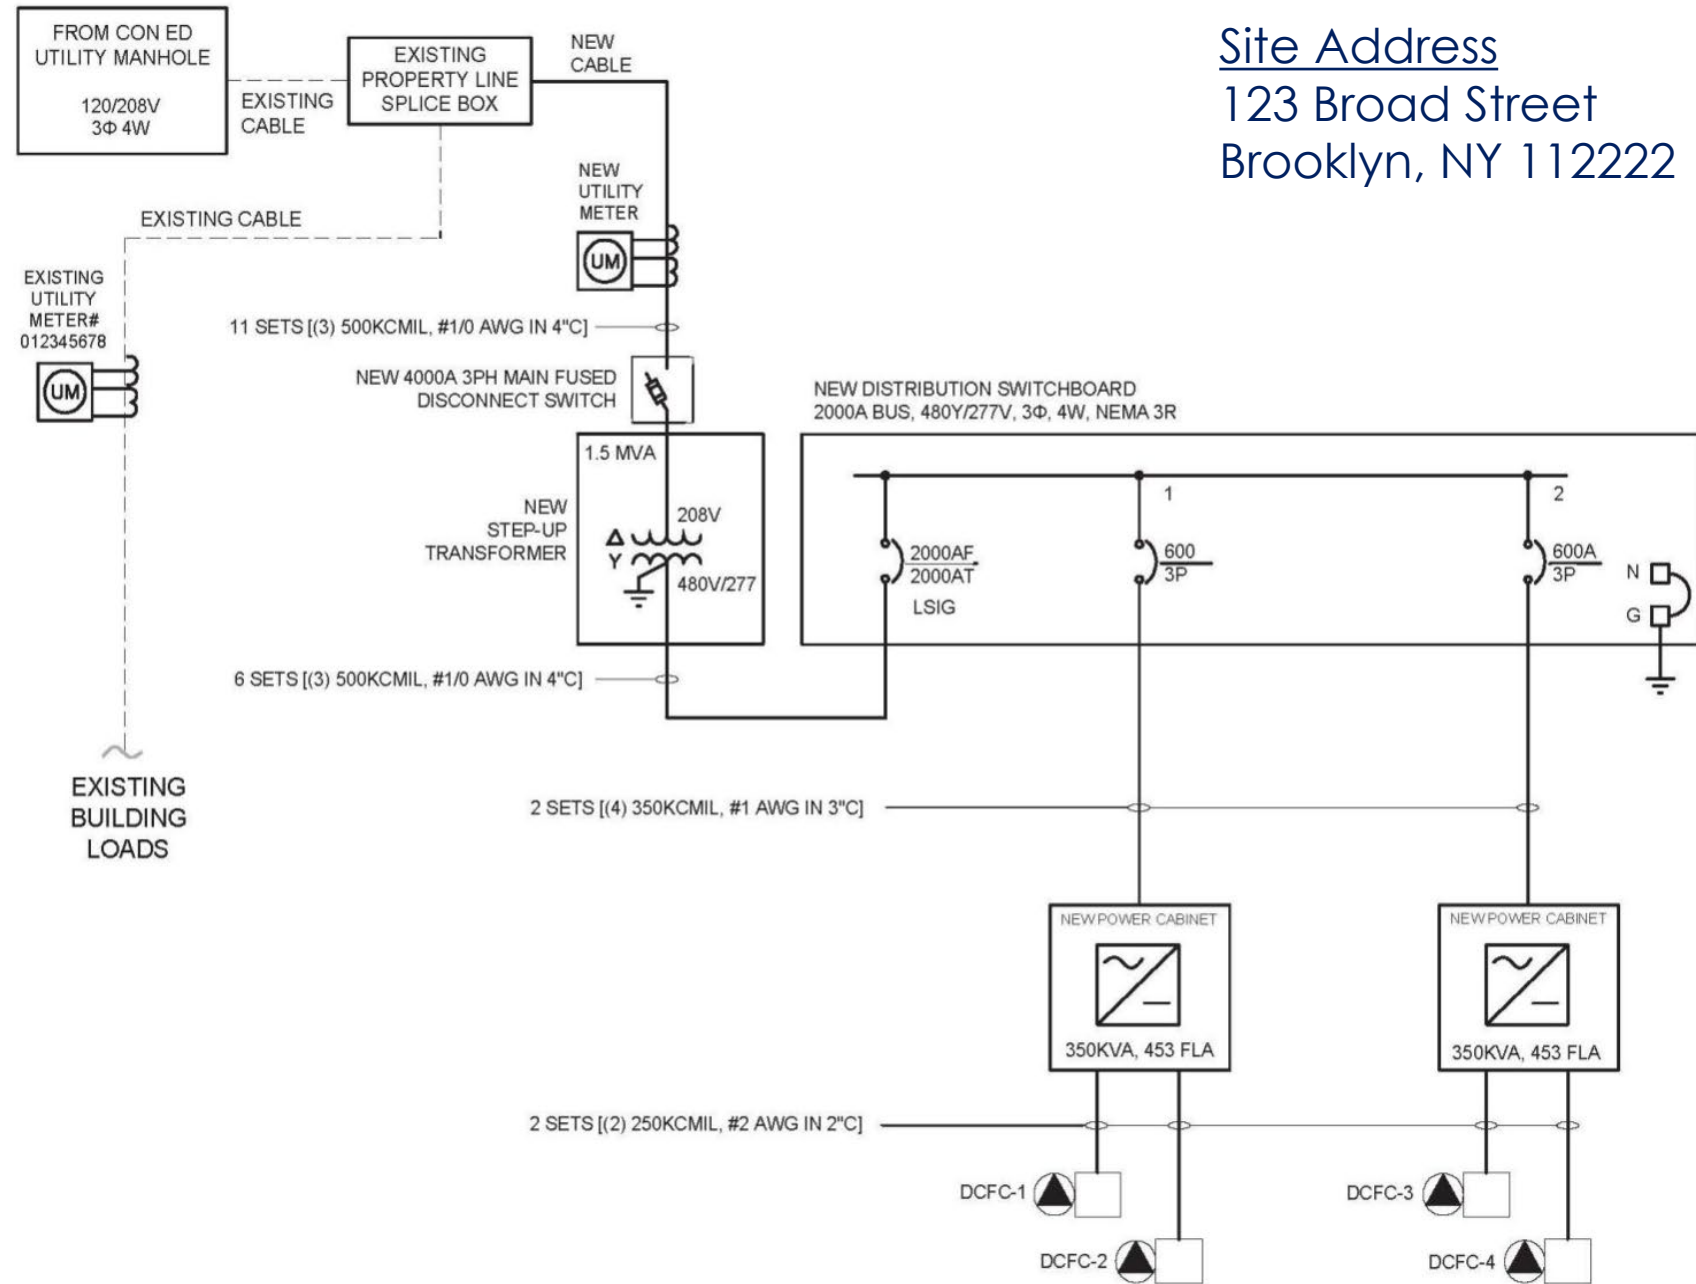 Site Address
123 Broad Street
Brooklyn, NY 112222
FROM CON ED
UTILITY MANHOLE
120/208V
3Φ 4W
EXISTING
CABLE
EXISTING
PROPERTY LINE
SPLICE BOX
NEW
CABLE
NEW
UTILITY
METER
UM
EXISTING CABLE
EXISTING
UTILITY
METER#
012345678
UM
11 SETS [(3) 500KCMIL, #1/0 AWG IN 4"C]
NEW 4000A 3PH MAIN FUSED
DISCONNECT SWITCH
1.5 MVA
NEW
STEP-UP
TRANSFORMER
208V
Δ
Y
480V/277
NEW DISTRIBUTION SWITCHBOARD
2000A BUS, 480Y/277V, 3Φ, 4W, NEMA 3R
2000AF
2000AT
LSIG
1
600
3P
2
600A
3P
N
G
6 SETS [(3) 500KCMIL, #1/0 AWG IN 4"C]
EXISTING
BUILDING
LOADS
2 SETS [(4) 350KCMIL, #1 AWG IN 3"C]
NEW POWER CABINET
350KVA, 453 FLA
NEW POWER CABINET
350KVA, 453 FLA
2 SETS [(2) 250KCMIL, #2 AWG IN 2"C]
DCFC-1
DCFC-2
DCFC-3
DCFC-4